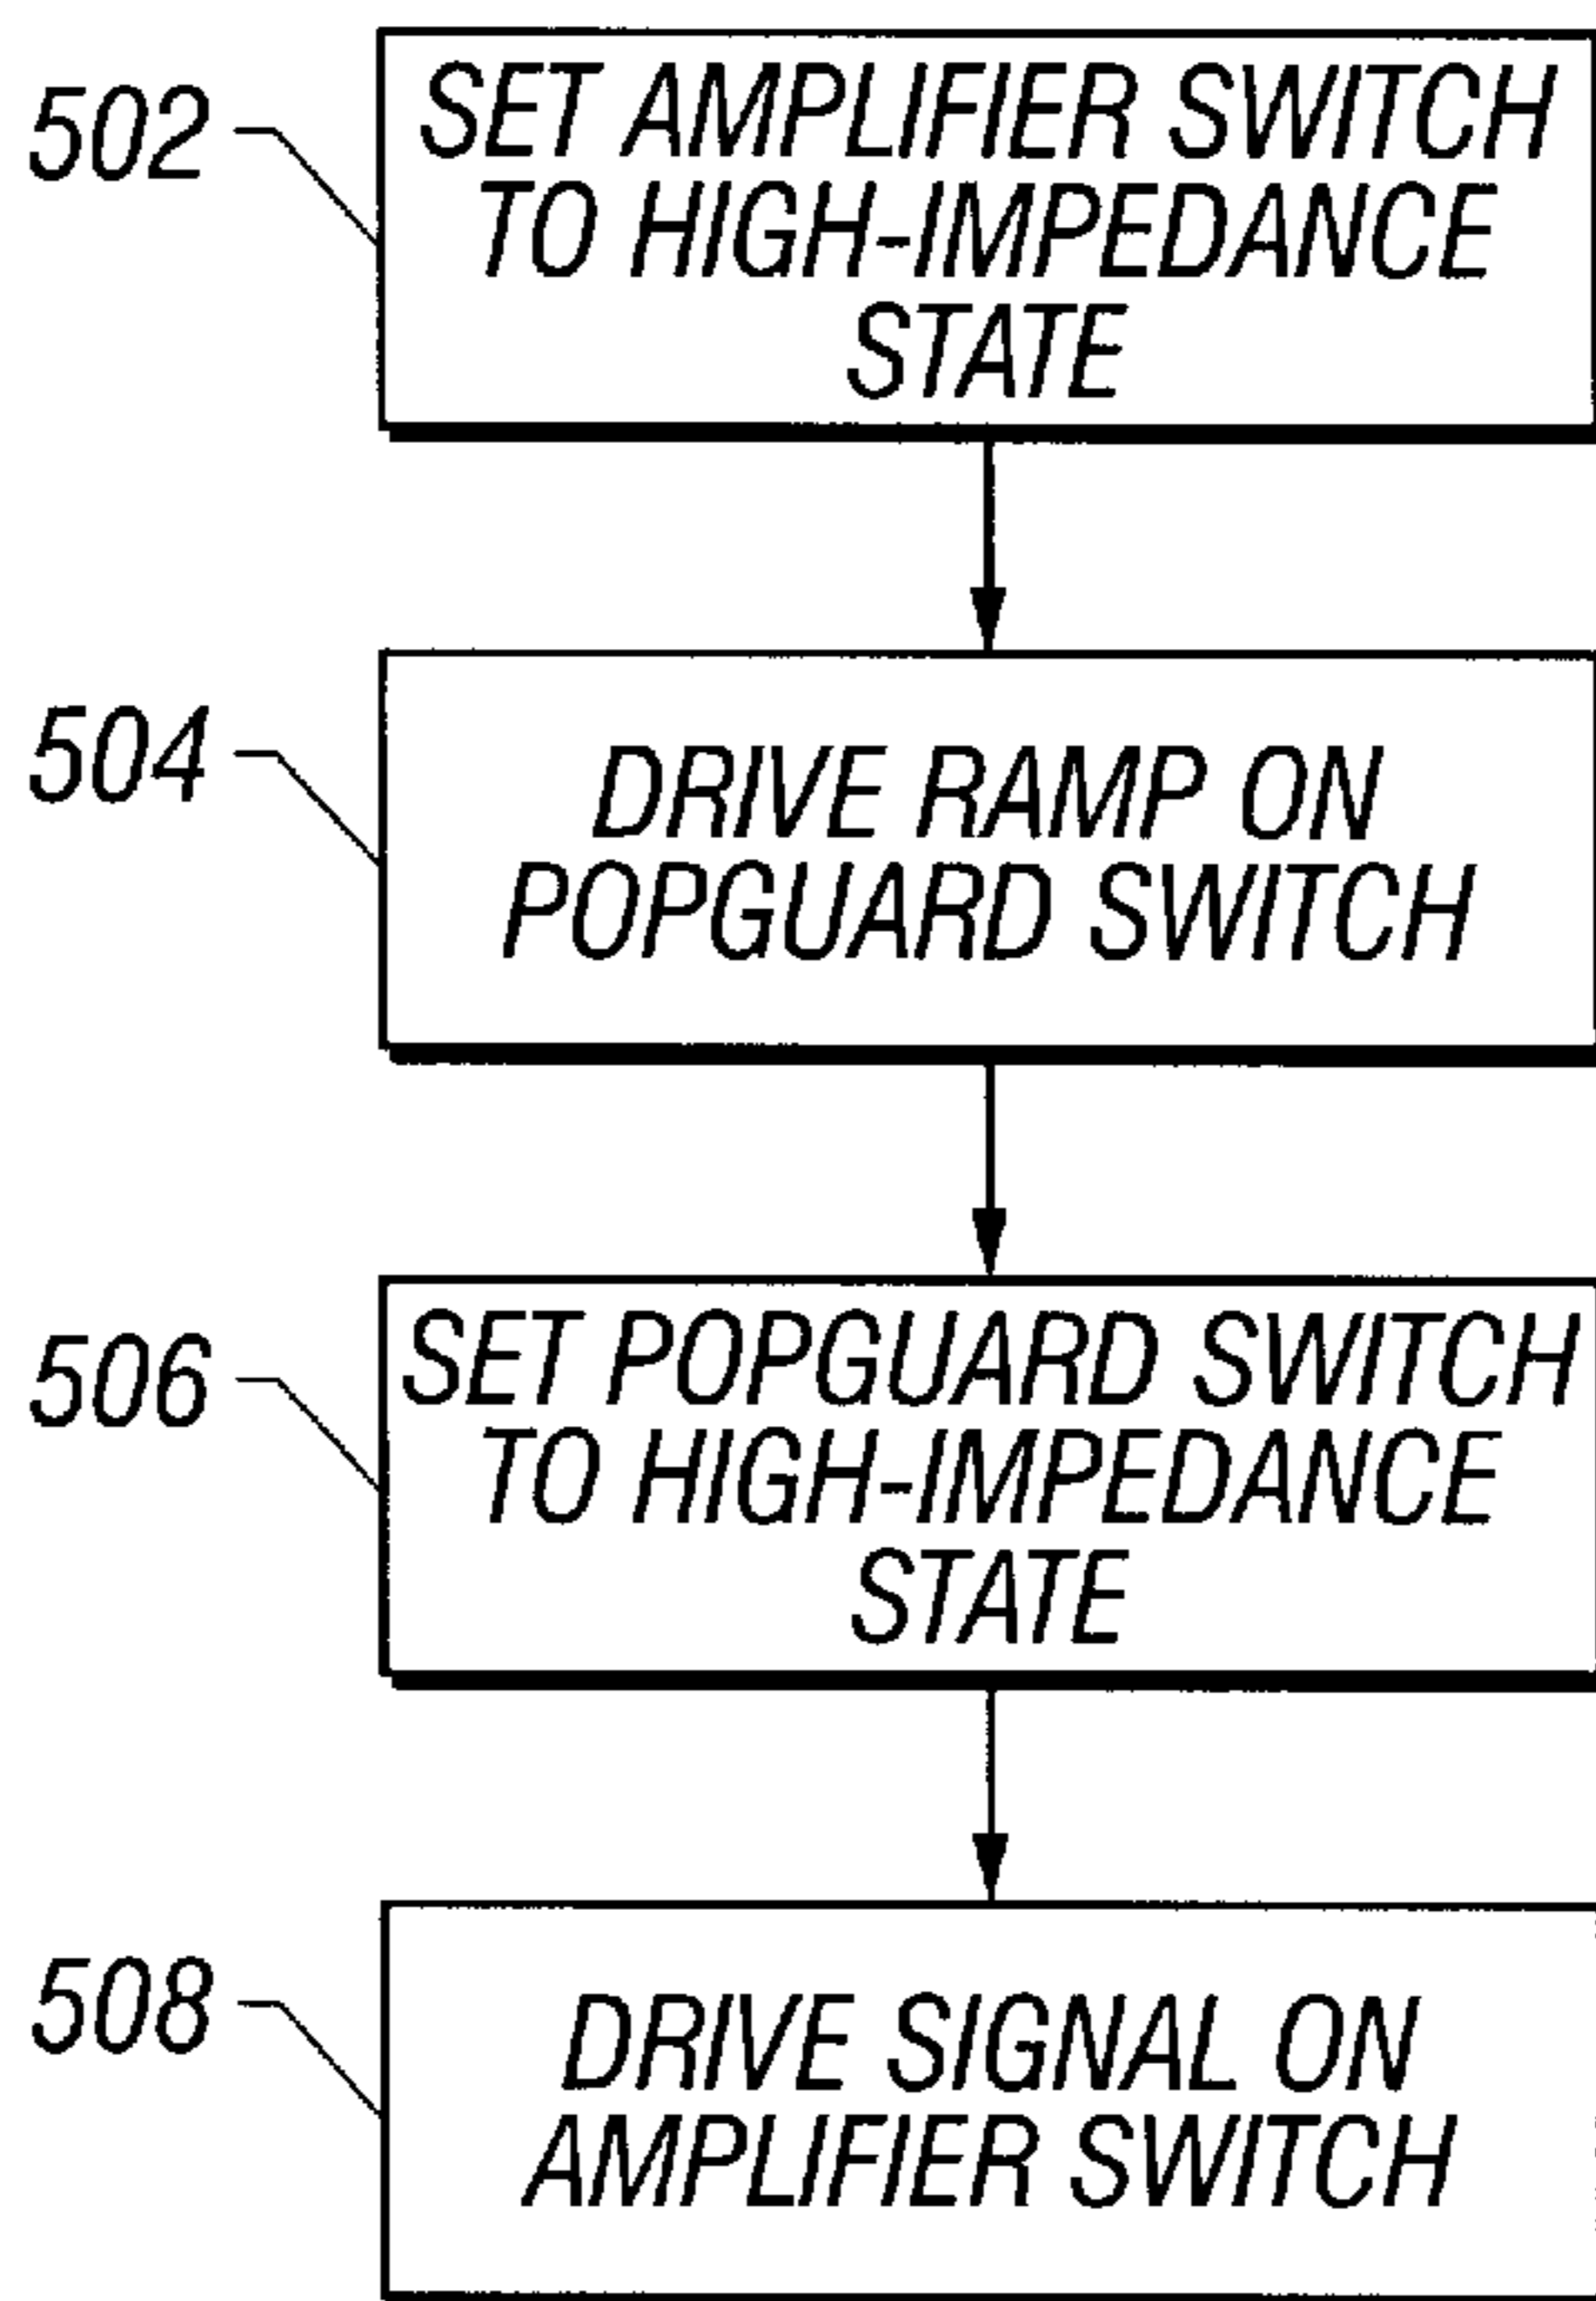 502
SET AMPLIFIER SWITCH
TO HIGH-IMPEDANCE
STATE
504
DRIVE RAMP ON
POPGUARD SWITCH
506
SET POPGUARD SWITCH
TO HIGH-IMPEDANCE
STATE
508
DRIVE SIGNAL ON
AMPLIFIER SWITCH